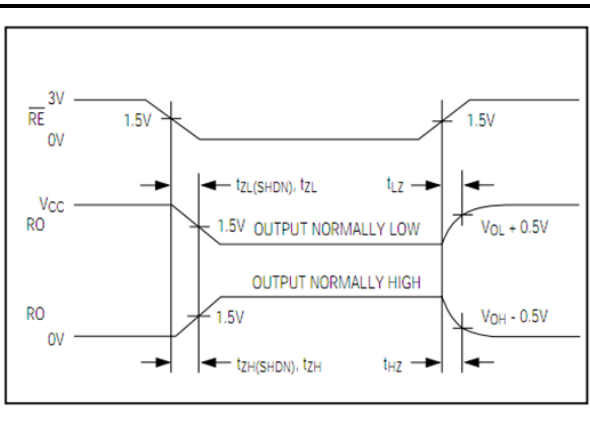 3V
RE
0V
1.5V
1.5V
tZL(SHDN), tZL
tLZ
VCC
RO
1.5V
OUTPUT NORMALLY LOW
VOL + 0.5V
OUTPUT NORMALLY HIGH
RO
0V
1.5V
VOH - 0.5V
tZH(SHDN), tZH
tHZ